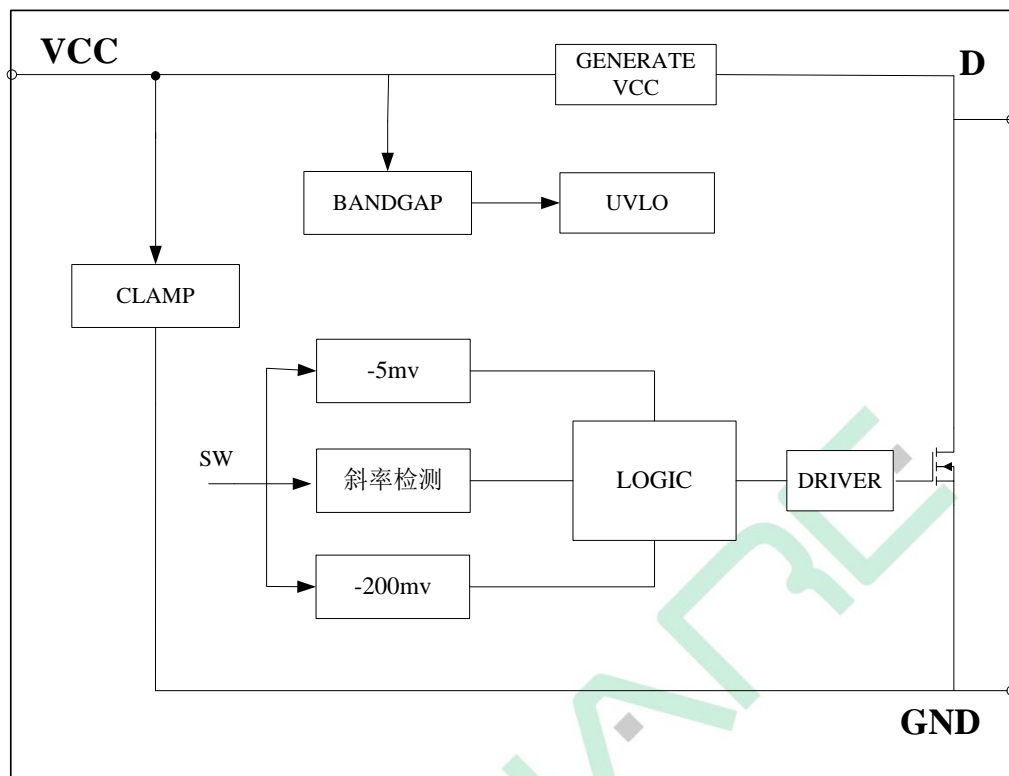 VCC
GENERATE
VCC
D
BANDGAP
UVLO
CLAMP
-5mv
SW
斜率检测
LOGIC
DRIVER
-200mv
GND